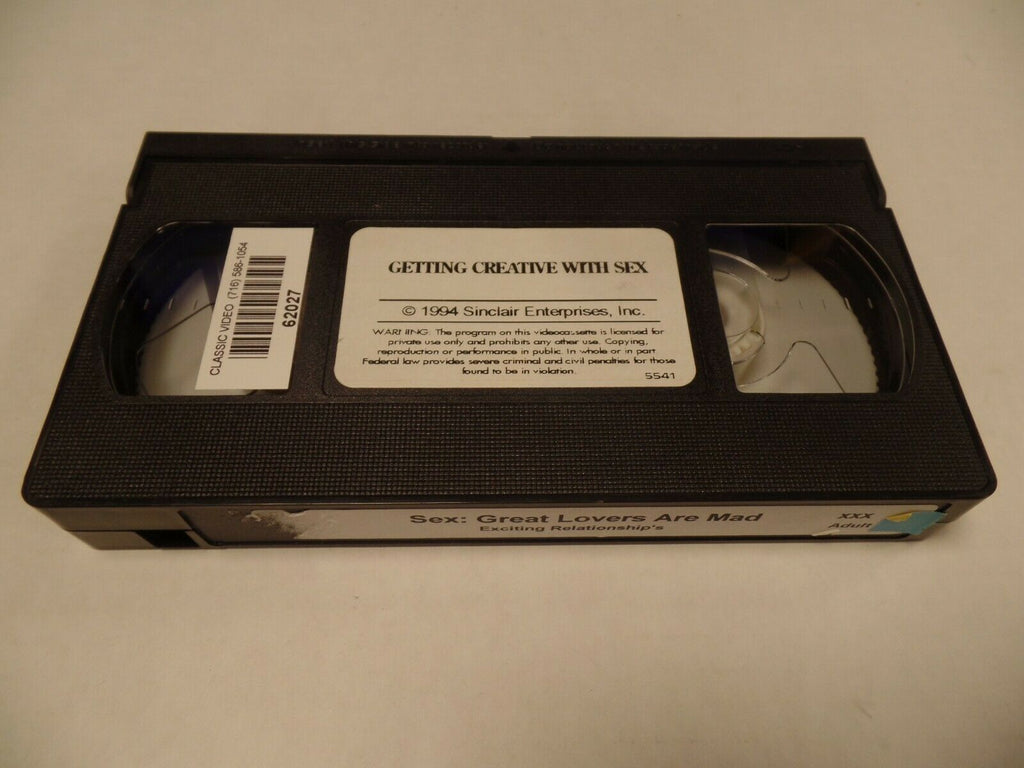 CLASSIC VIDEO (716) 586-1054
62027
GETTING CREATIVE WITH SEX
© 1994 Sinclair Enterprises, Inc.
WARNING: The program on this videocassette is licensed for
private use only and prohibits any other use. Copying,
reproduction or performance in public. In whole or in part
Federal law provides severe criminal and civil penalties for those
found to be in violation.
5541
Sex: Great Lovers Are Mad
Exciting Relationship's
XXX
Adult